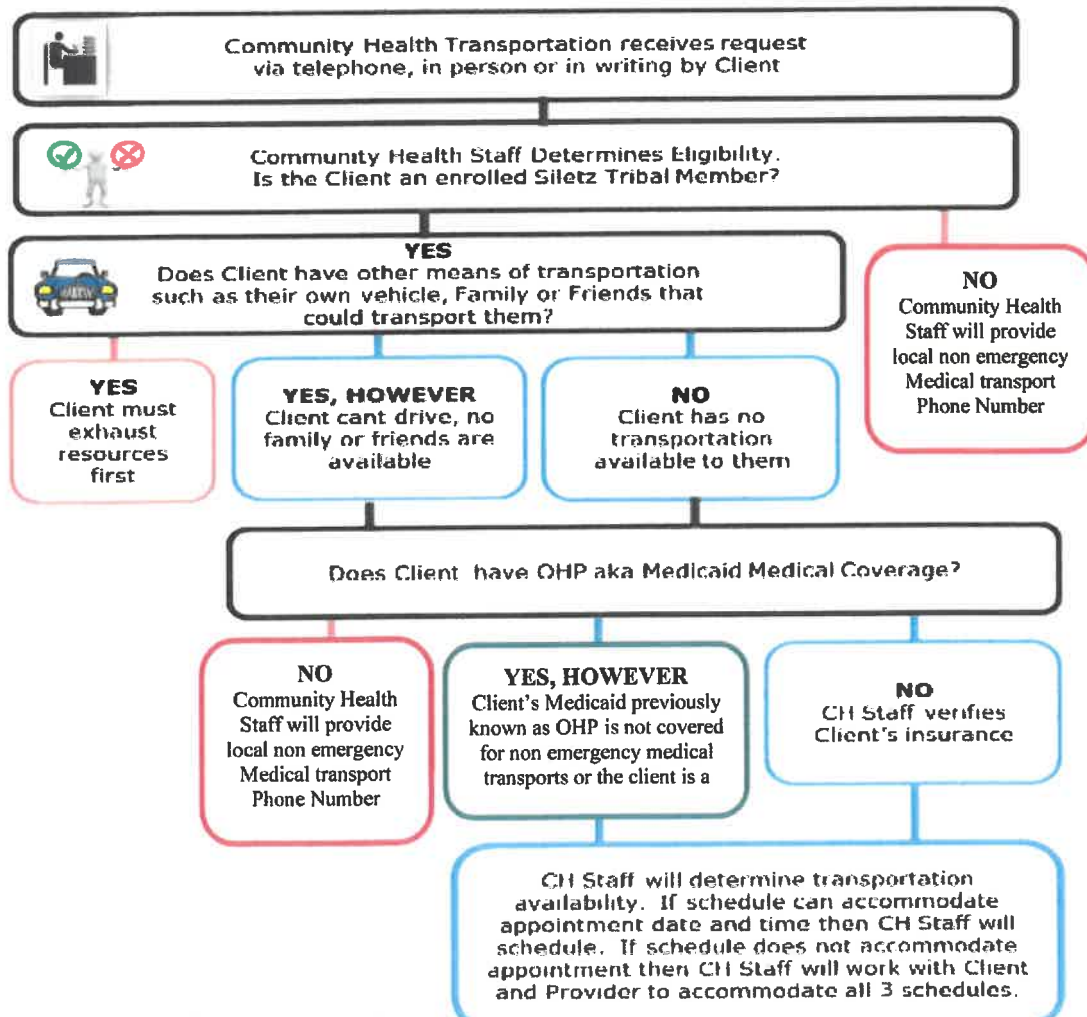 Community Health Transportation receives request
via telephone, in person or in writing by Client
Community Health Staff Determines Eligibility.
Is the Client an enrolled Siletz Tribal Member?
YES
Does Client have other means of transportation
such as their own vehicle, Family or Friends that
could transport them?
NO
Community Health
Staff will provide
local non emergency
Medical transport
Phone Number
YES
Client must
exhaust
resources
first
YES, HOWEVER
Client cant drive, no
family or friends are
available
NO
Client has no
transportation
available to them
Does Client have OHP aka Medicaid Medical Coverage?
NO
Community Health
Staff will provide
local non emergency
Medical transport
Phone Number
YES, HOWEVER
Client's Medicaid previously
known as OHP is not covered
for non emergency medical
transports or the client is a
NO
CH Staff verifies
Client's insurance
CH Staff will determine transportation
availability. If schedule can accommodate
appointment date and time then CH Staff will
schedule. If schedule does not accommodate
appointment then CH Staff will work with Client
and Provider to accommodate all 3 schedules.